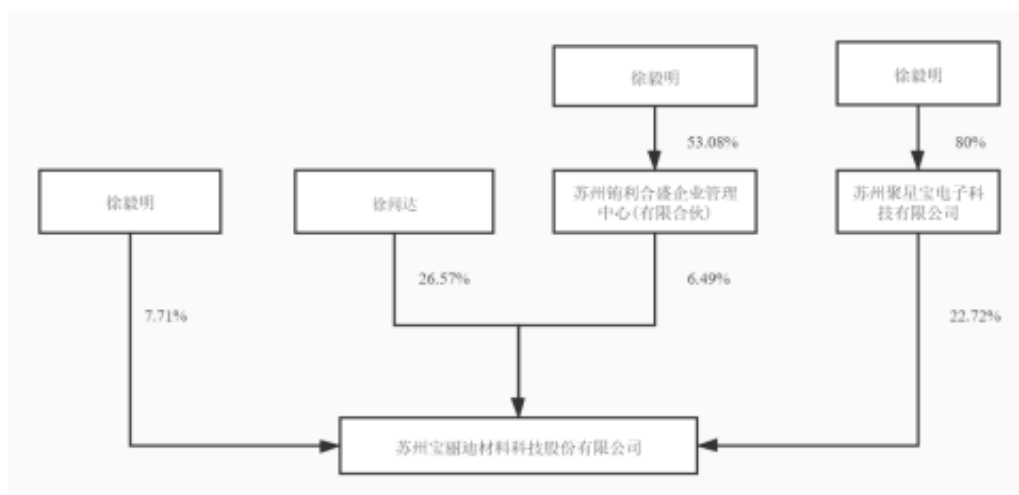 徐毅明
徐毅明
53.08%
80%
徐毅明
徐闻达
苏州铕利合盛企业管理
中心(有限合伙)
苏州聚星宝电子科
技有限公司
26.57%
6.49%
7.71%
22.72%
苏州宝丽迪材料科技股份有限公司